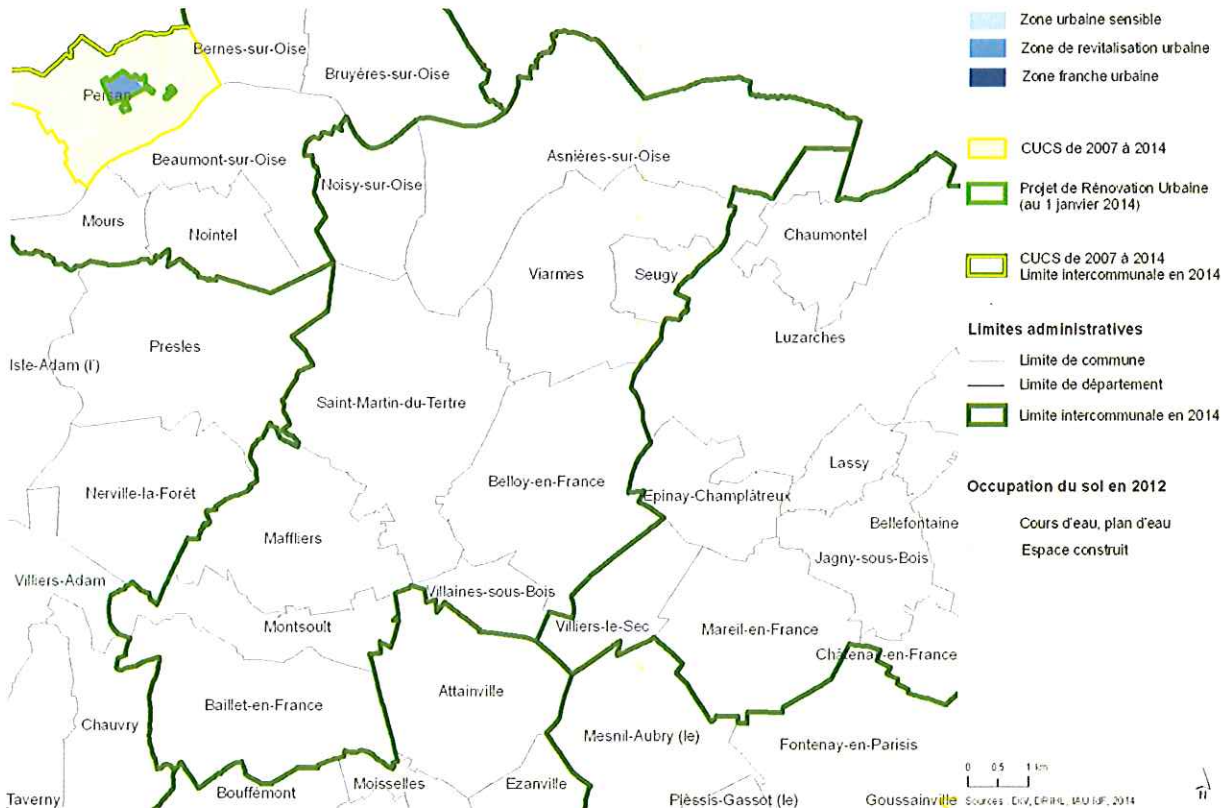 Bernes-sur-Oise
Bruyères-sur-Oise
Persan
Beaumont-sur-Oise
Noisy-sur-Oise
Asnières-sur-Oise
Mours
Nointel
Chaumontel
Viarmes
Seugy
Presles
Luzarches
Isle-Adam (l')
Saint-Martin-du-Tertre
Lassy
Nerville-la-Forêt
Belloy-en-France
Epinay-Champlâtreux
Bellefontaine
Maffliers
Jagny-sous-Bois
Villiers-Adam
Villaines-sous-Bois
Montsoult
Villiers-le-Sec
Mareil-en-France
Châtenay-en-France
Attainville
Baillet-en-France
Chauvry
Mesnil-Aubry (le)
Fontenay-en-Parisis
Moisselles
Ezanville
Bouffémont
Taverny
Plessis-Gassot (le)
Goussainville
Zone urbaine sensible
Zone de revitalisation urbaine
Zone franche urbaine
CUCS de 2007 à 2014
Projet de Rénovation Urbaine
(au 1 janvier 2014)
CUCS de 2007 à 2014
Limite intercommunale en 2014
Limites administratives
Limite de commune
Limite de département
Limite intercommunale en 2014
Occupation du sol en 2012
Cours d'eau, plan d'eau
Espace construit
0 0.5 1 km
N
Sources : DIV, DRIHL, IAU IdF, 2014